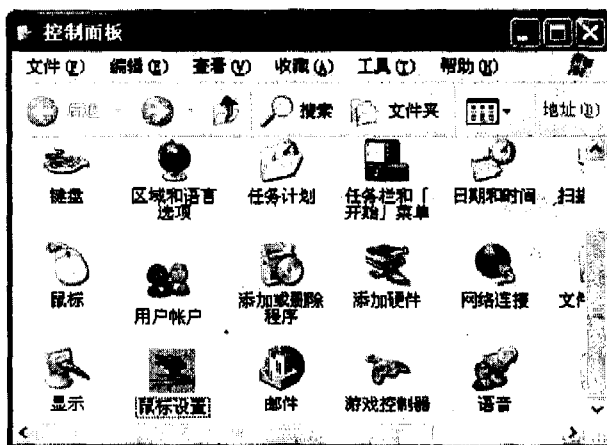 控制面板
文件(F) 编辑(E) 查看(V) 收藏(A) 工具(T) 帮助(H)
后退 搜索 文件夹 地址(D)
键盘 区域和语言 任务计划 任务栏和「 日期和时间 扫描
选项 开始」菜单
鼠标 用户帐户 添加或删除 添加硬件 网络连接 文件
程序
显示 鼠标设置 邮件 游戏控制器 语音